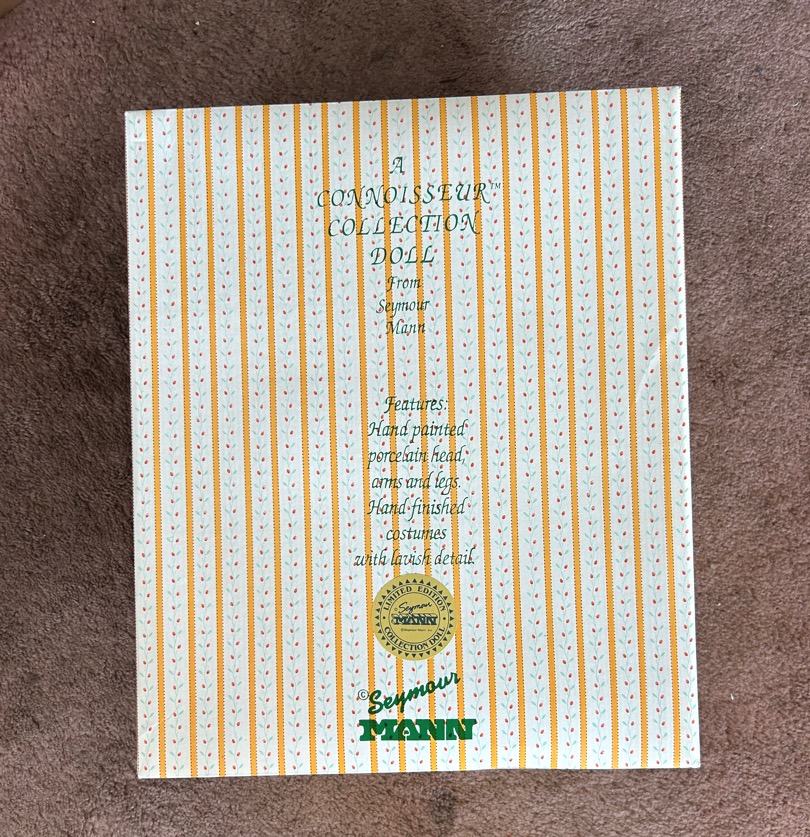 A
CONNOISSEUR™
COLLECTION
DOLL
From
Seymour
Mann
Features:
Hand painted
porcelain head,
arms and legs.
Hand finished
costumes
with lavish detail.
LIMITED EDITION
Seymour
MANN
COLLECTION DOLL
©Seymour
MANN